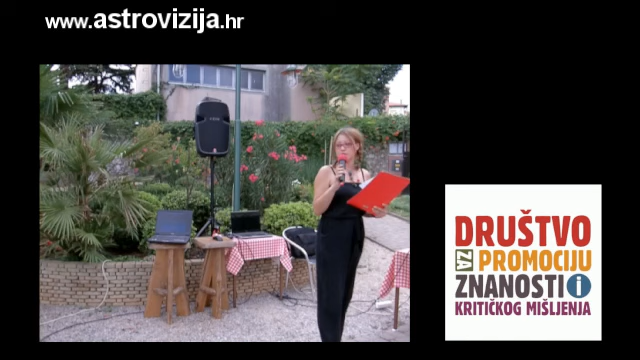 www.astrovizija.hr
DRUŠTVO
ZA PROMOCIJU
ZNANOSTI i
KRITIČKOG MIŠLJENJA